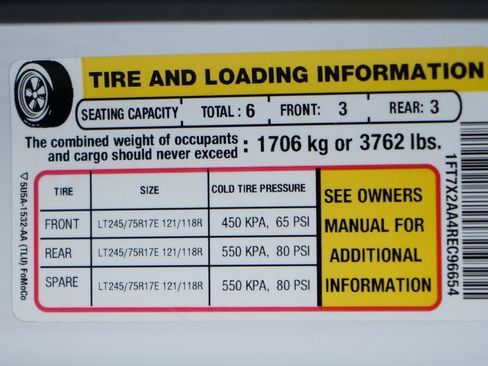 TIRE AND LOADING INFORMATION
SEATING CAPACITY TOTAL : 6 FRONT: 3 REAR: 3
The combined weight of occupants
and cargo should never exceed : 1706 kg or 3762 lbs.
TIRE SIZE COLD TIRE PRESSURE
FRONT LT245/75R17E 121/118R 450 KPA, 65 PSI
REAR LT245/75R17E 121/118R 550 KPA, 80 PSI
SPARE LT245/75R17E 121/118R 550 KPA, 80 PSI
SEE OWNERS
MANUAL FOR
ADDITIONAL
INFORMATION
1FT7X2AA4REC96654
5U5A-1532-AA (TLU) FoMoCo